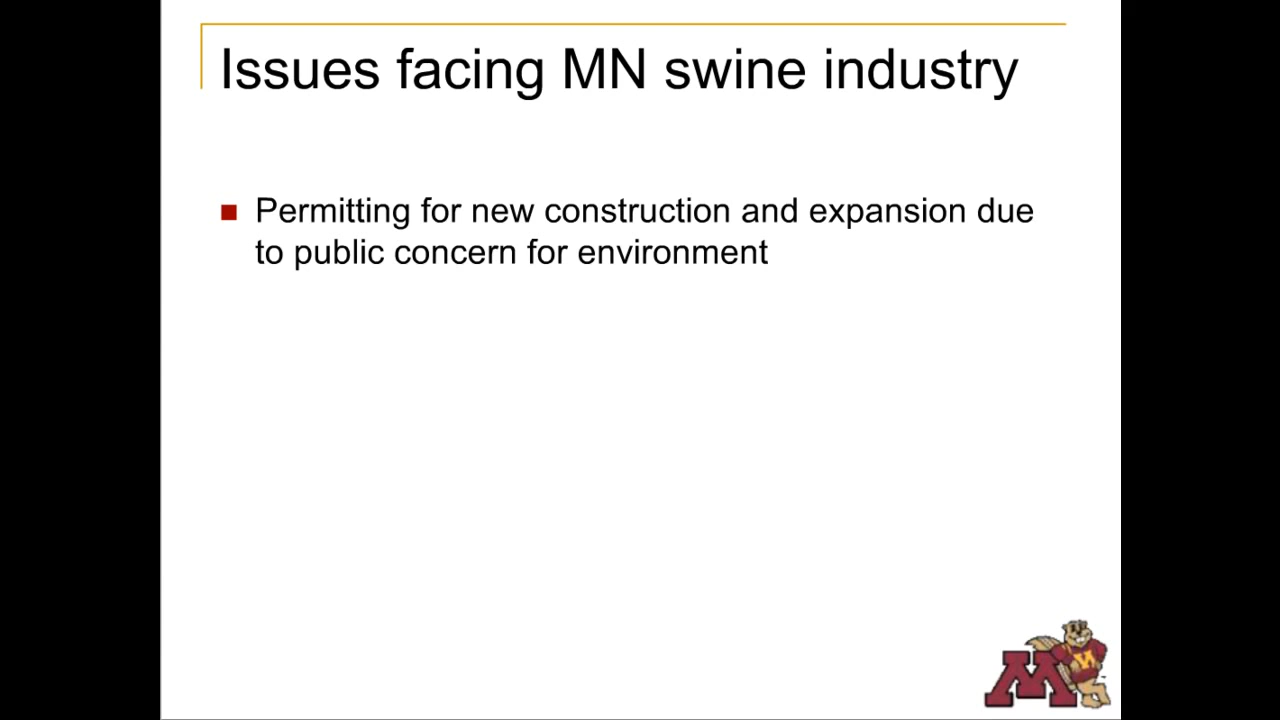 Issues facing MN swine industry
Permitting for new construction and expansion due
to public concern for environment
M